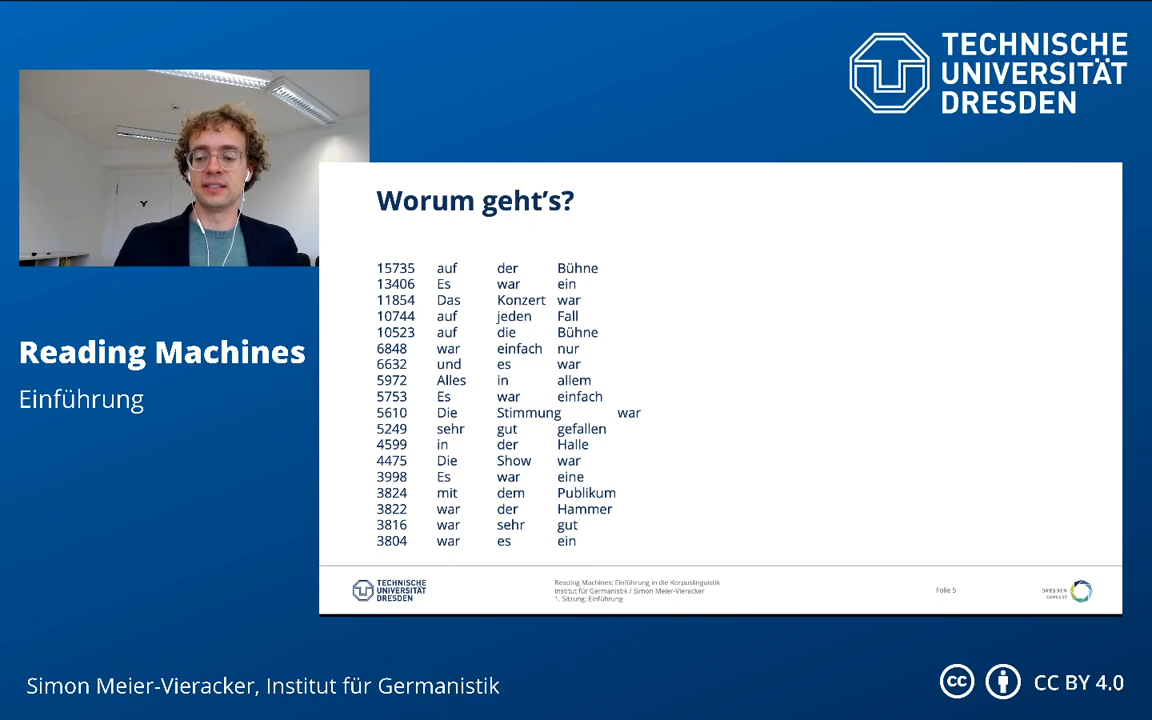 TECHNISCHE
UNIVERSITÄT
DRESDEN
Worum geht's?
15735 auf der Bühne
13406 Es war ein
11854 Das Konzert war
10744 auf jeden Fall
10523 auf die Bühne
6848 war einfach nur
6632 und es war
5972 Alles in allem
5753 Es war einfach
5610 Die Stimmung war
5249 sehr gut gefallen
4599 in der Halle
4475 Die Show war
3998 Es war eine
3824 mit dem Publikum
3822 war der Hammer
3816 war sehr gut
3804 war es ein
Reading Machines
Einführung
TECHNISCHE
UNIVERSITÄT
DRESDEN
Reading Machines: Einführung in die Korpuslinguistik
Institut für Germanistik / Simon Meier-Vieracker
1. Sitzung: Einführung
Folie 5
DRESDEN
concept
Simon Meier-Vieracker, Institut für Germanistik
cc
CC BY 4.0